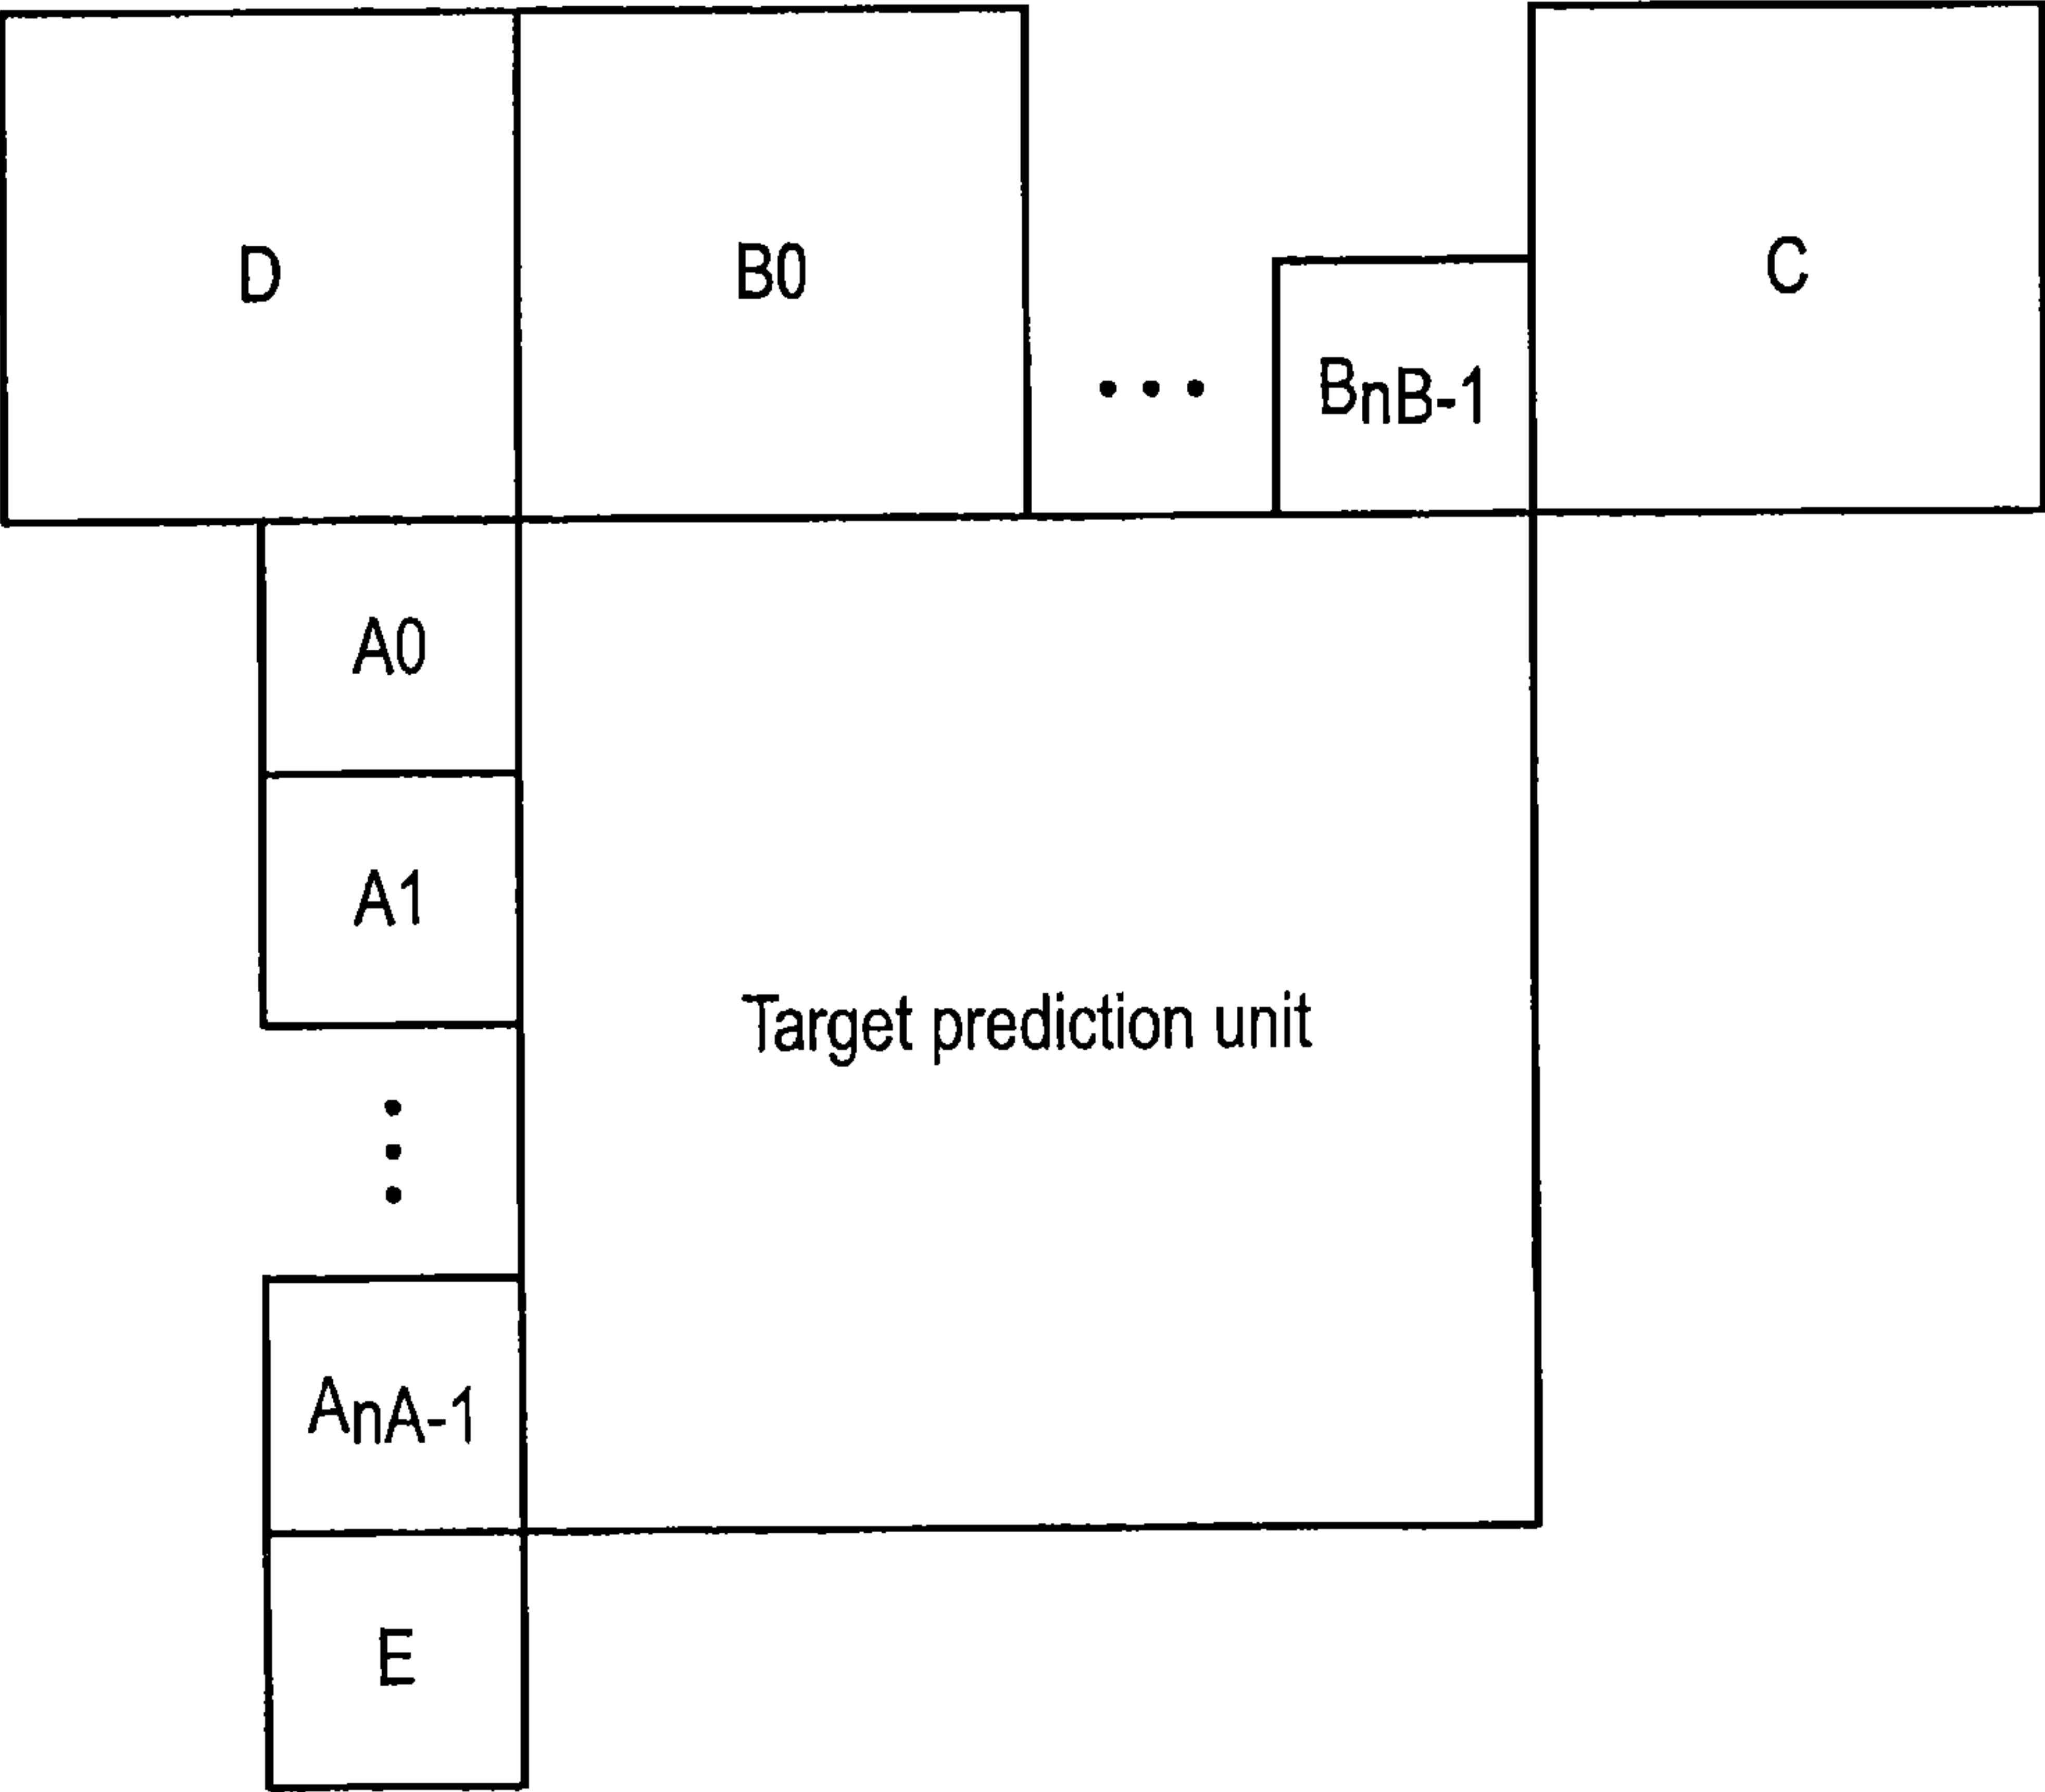 D
B0
BnB-1
C
A0
A1
Target prediction unit
AnA-1
E